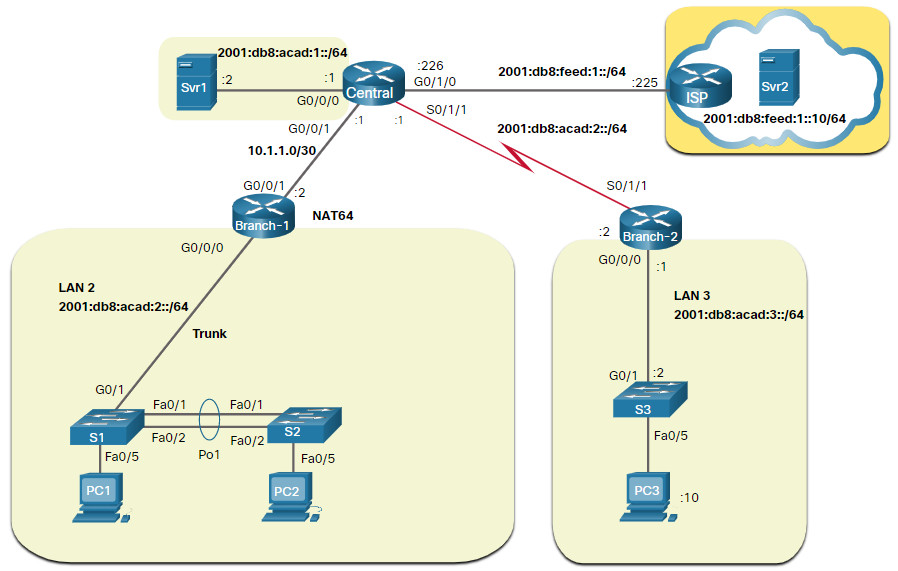 2001:db8:acad:1::/64
Svr1
:2
:1
G0/0/0
Central
:226
G0/1/0
2001:db8:feed:1::/64
:225
ISP
Svr2
2001:db8:feed:1::10/64
G0/0/1
:1
:1
S0/1/1
10.1.1.0/30
2001:db8:acad:2::/64
G0/0/1
:2
S0/1/1
Branch-1
NAT64
:2
Branch-2
G0/0/0
G0/0/0
:1
LAN 2
2001:db8:acad:2::/64
LAN 3
2001:db8:acad:3::/64
Trunk
G0/1
Fa0/1
Fa0/1
S1
Fa0/2
Po1
Fa0/2
S2
Fa0/5
Fa0/5
PC1
PC2
G0/1
:2
S3
Fa0/5
PC3
:10